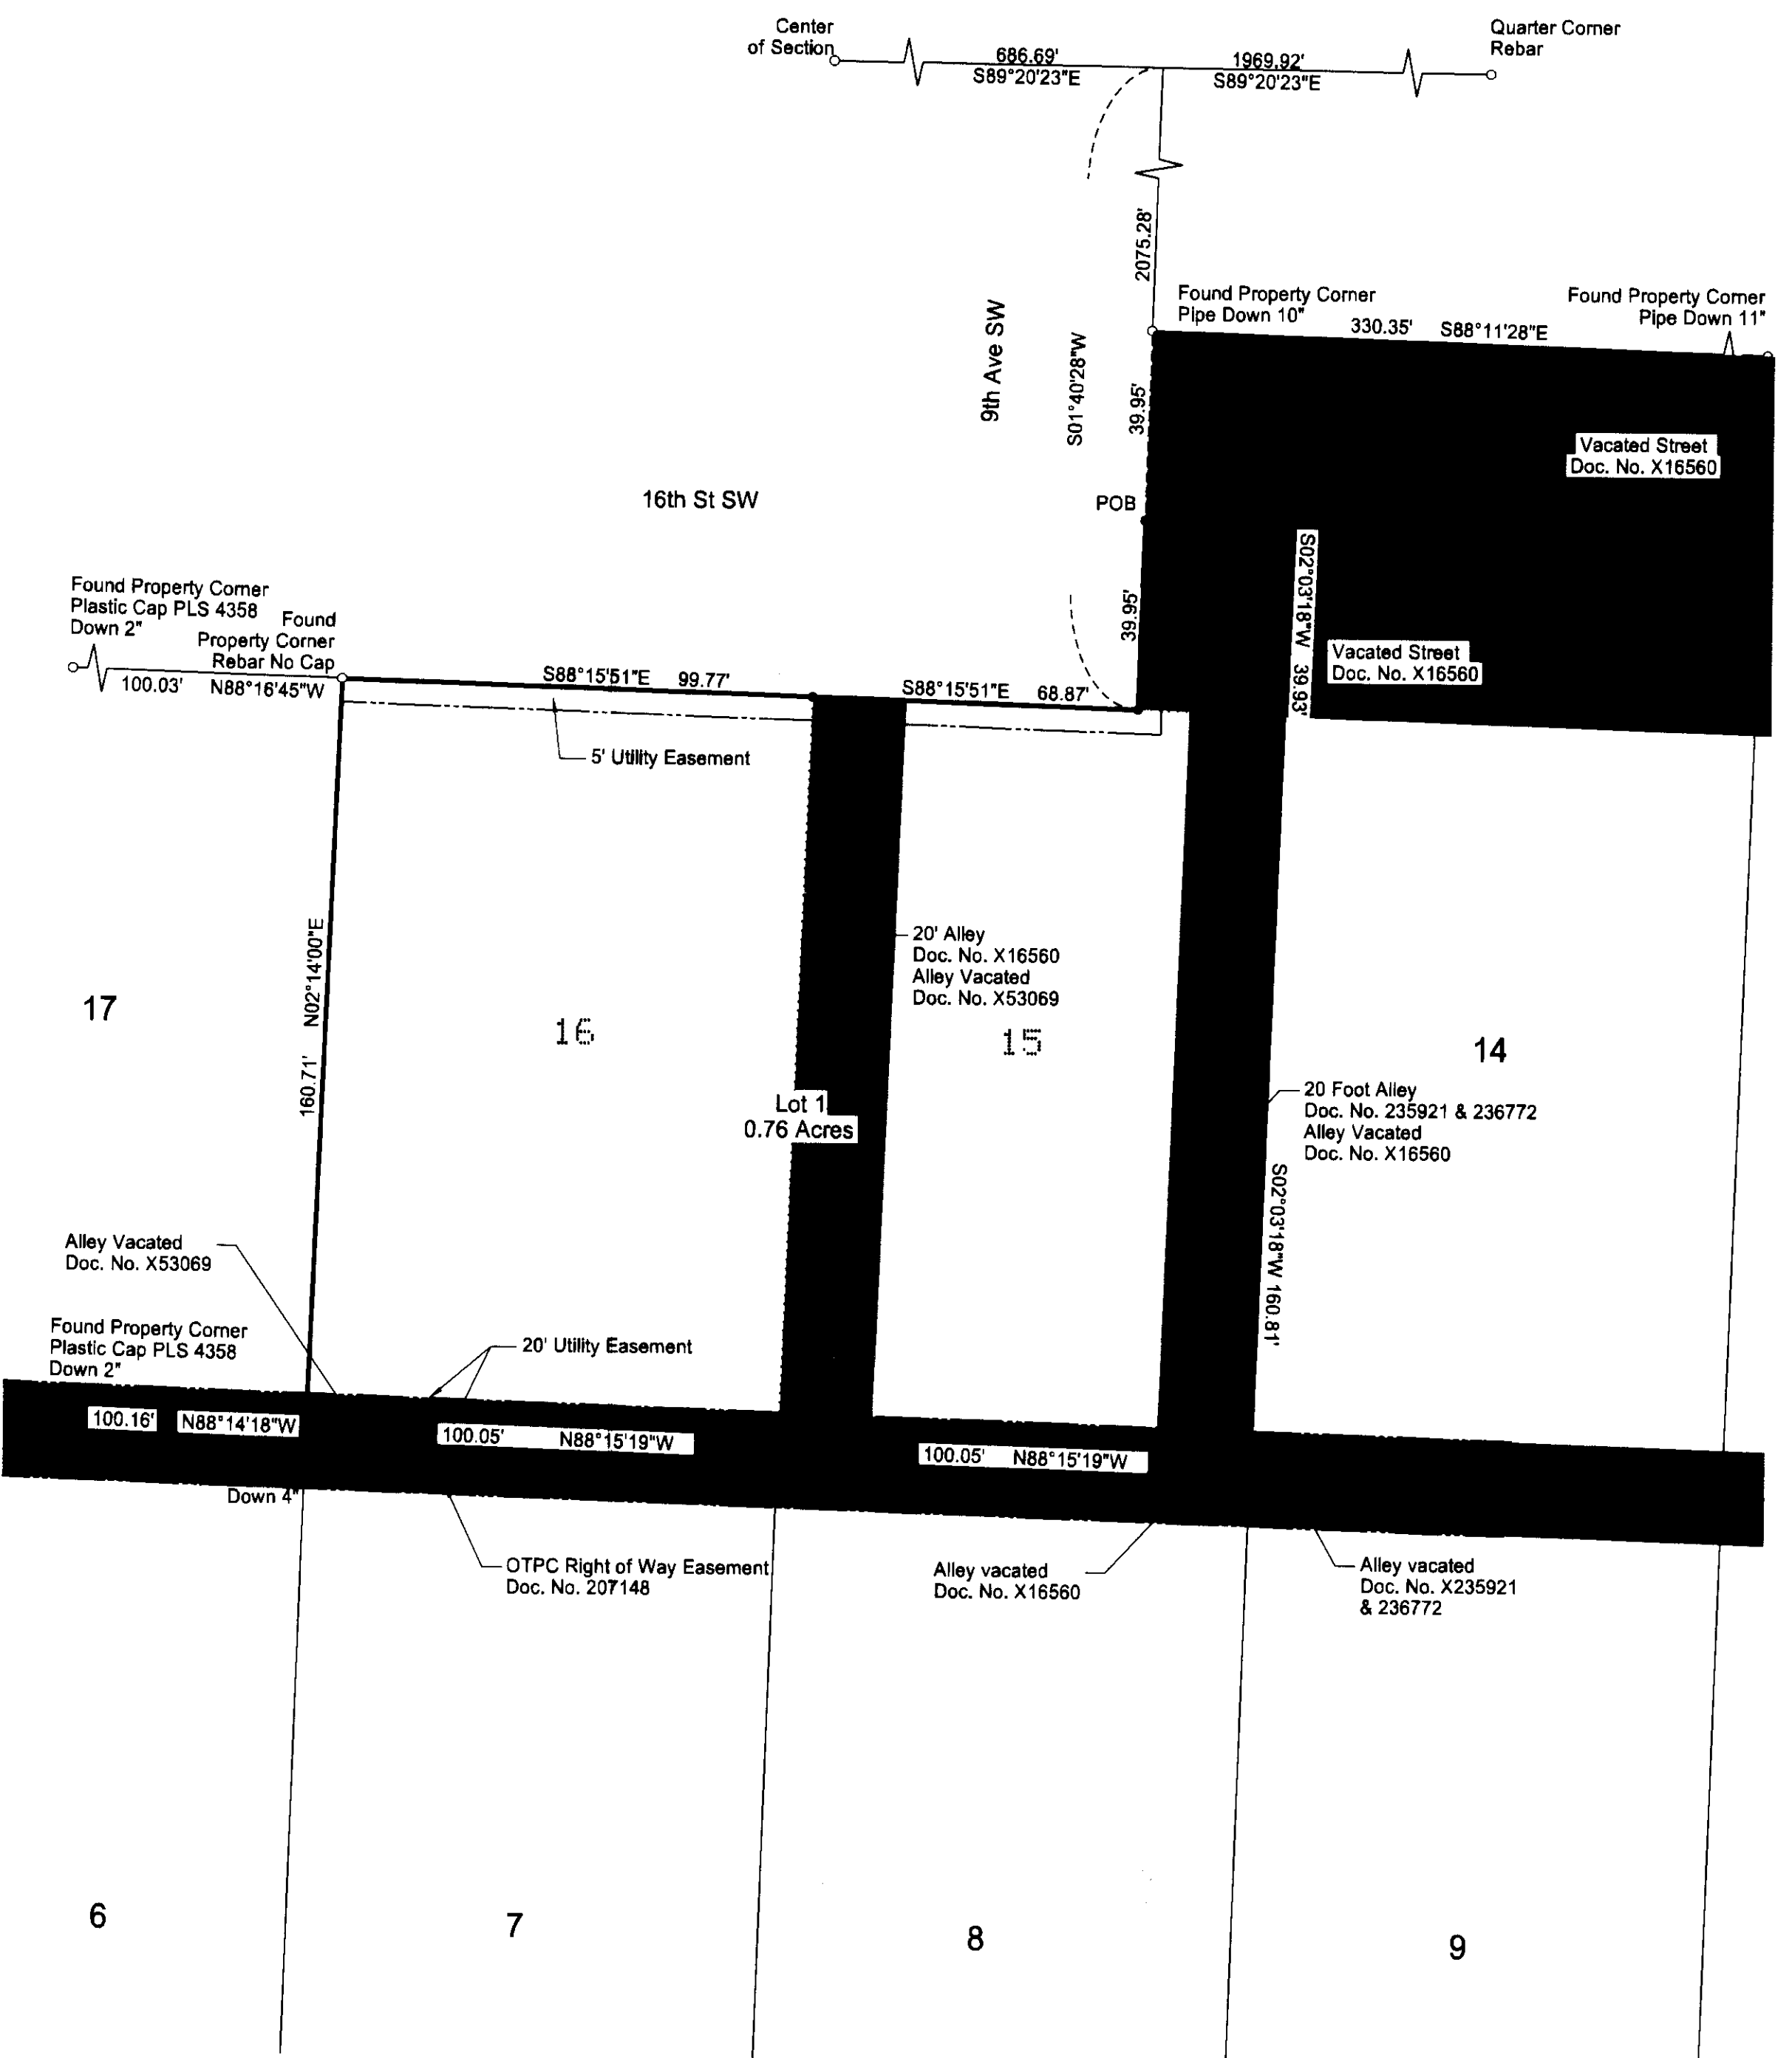 Center
of Section
Quarter Corner
Rebar
686.69'
S89°20'23"E
1969.92'
S89°20'23"E
2075.28'
Found Property Corner
Pipe Down 10"
330.35' S88°11'28"E
Found Property Corner
Pipe Down 11"
9th Ave SW
S01°40'28"W
39.95'
Vacated Street
Doc. No. X16560
16th St SW
POB
S02°03'18"W 39.93'
39.95'
Vacated Street
Doc. No. X16560
Found Property Corner
Plastic Cap PLS 4358
Down 2"
Found
Property Corner
Rebar No Cap
100.03' N88°16'45"W
S88°15'51"E 99.77'
S88°15'51"E 68.87'
5' Utility Easement
160.71' N02°14'00"E
20' Alley
Doc. No. X16560
Alley Vacated
Doc. No. X53069
17
16
15
14
Lot 1
0.76 Acres
20 Foot Alley
Doc. No. 235921 & 236772
Alley Vacated
Doc. No. X16560
S02°03'18"W 160.81'
Alley Vacated
Doc. No. X53069
Found Property Corner
Plastic Cap PLS 4358
Down 2"
20' Utility Easement
100.16' N88°14'18"W
100.05' N88°15'19"W
100.05' N88°15'19"W
Down 4"
OTPC Right of Way Easement
Doc. No. 207148
Alley vacated
Doc. No. X16560
Alley vacated
Doc. No. X235921
& 236772
6
7
8
9